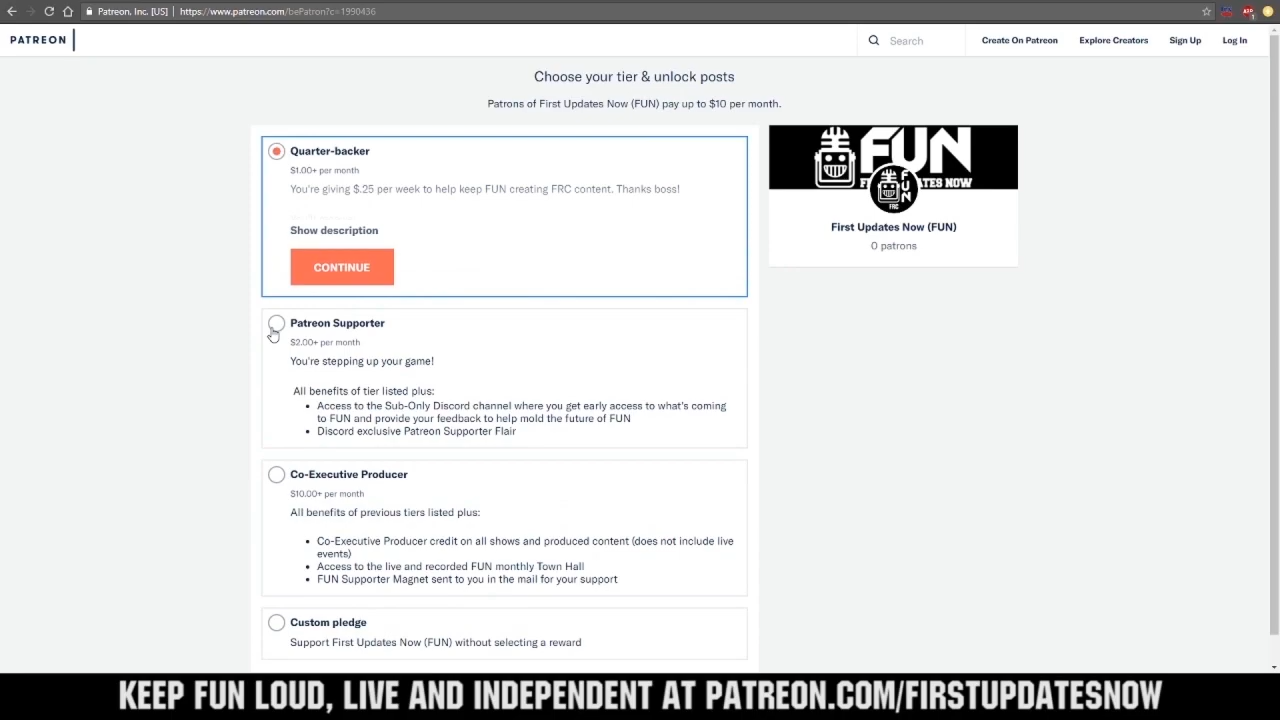 Patreon, Inc. [US] | https://www.patreon.com/bePatron?c=1990436
PATREON
Search
Create On Patreon
Explore Creators
Sign Up
Log In
Choose your tier & unlock posts
Patrons of First Updates Now (FUN) pay up to $10 per month.
Quarter-backer
$1.00+ per month
You're giving $.25 per week to help keep FUN creating FRC content. Thanks boss!
Show description
CONTINUE
FUN
FUN
FRC
First Updates Now (FUN)
0 patrons
Patreon Supporter
$2.00+ per month
You're stepping up your game!
All benefits of tier listed plus:
• Access to the Sub-Only Discord channel where you get early access to what's coming
to FUN and provide your feedback to help mold the future of FUN
• Discord exclusive Patreon Supporter Flair
Co-Executive Producer
$10.00+ per month
All benefits of previous tiers listed plus:
• Co-Executive Producer credit on all shows and produced content (does not include live
events)
• Access to the live and recorded FUN monthly Town Hall
• FUN Supporter Magnet sent to you in the mail for your support
Custom pledge
Support First Updates Now (FUN) without selecting a reward
KEEP FUN LOUD, LIVE AND INDEPENDENT AT PATREON.COM/FIRSTUPDATESNOW